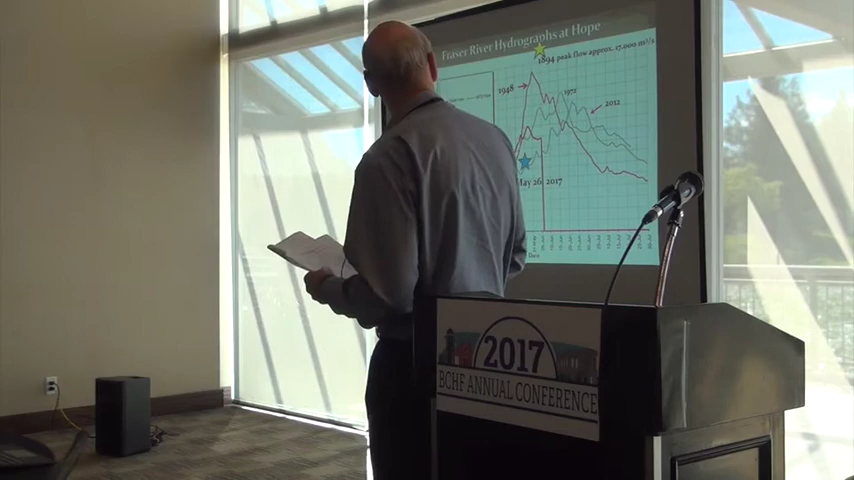 Fraser River Hydrographs at Hope
1894 peak flow approx. 17,000 m³/s
1948
1972
2012
May 26, 2017
Date
2017
BCHF ANNUAL CONFERENCE